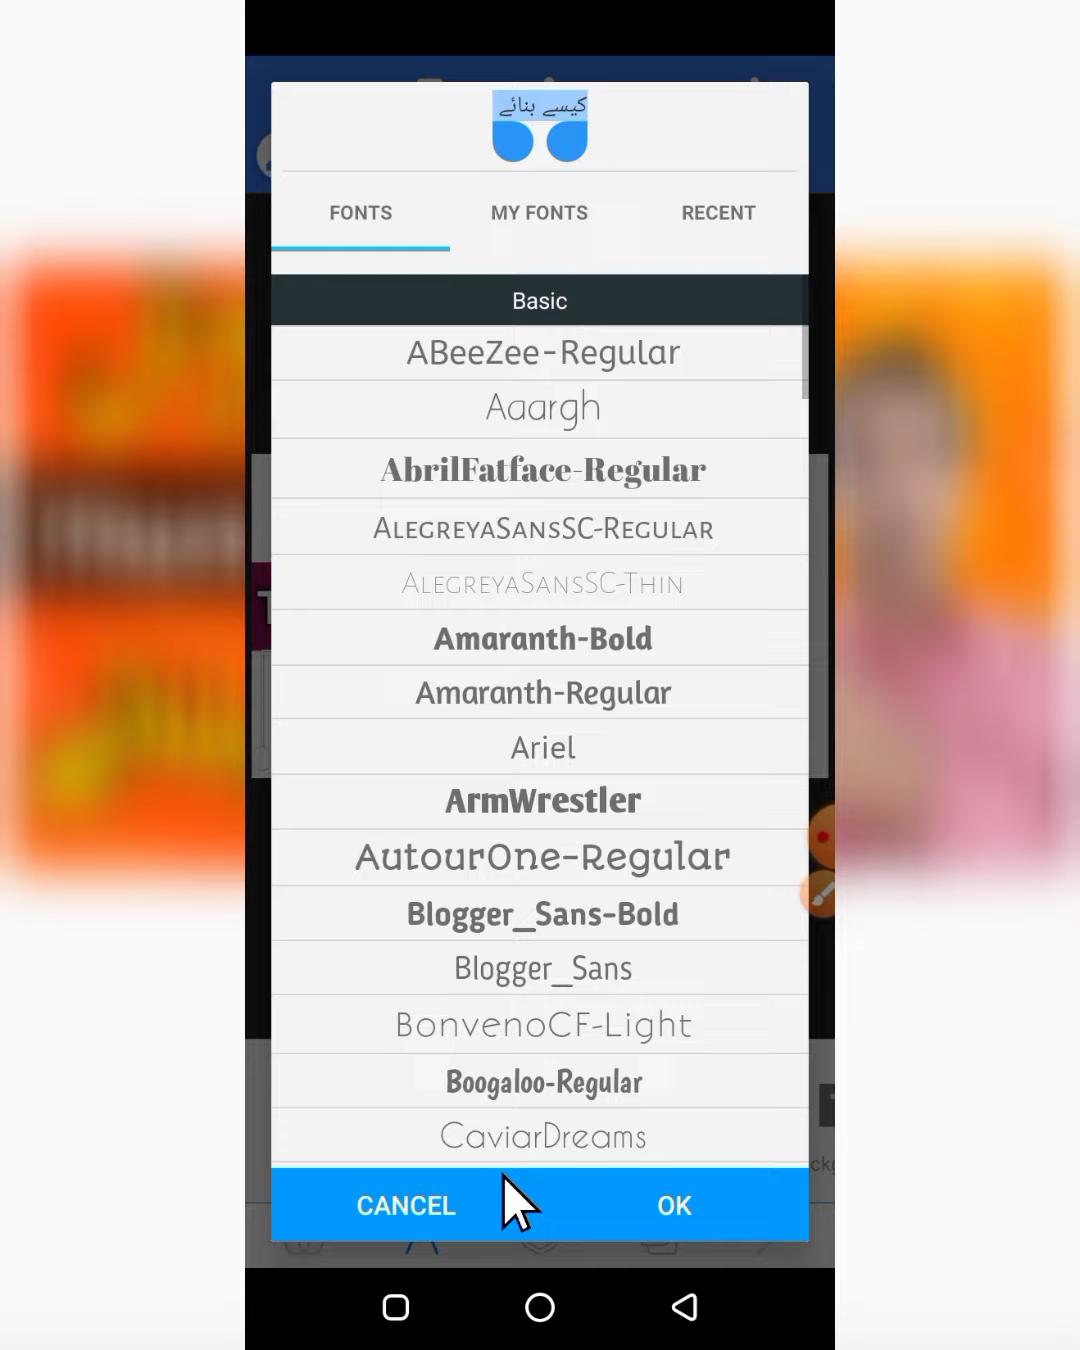 کیسے بنائے
FONTS
MY FONTS
RECENT
Basic
ABeeZee-Regular
Aaargh
AbrilFatface-Regular
AlegreyaSansSC-Regular
AlegreyaSansSC-Thin
Amaranth-Bold
Amaranth-Regular
Ariel
ArmWrestler
AutourOne-Regular
Blogger_Sans-Bold
Blogger_Sans
BonvenoCF-Light
Boogaloo-Regular
CaviarDreams
CANCEL
OK